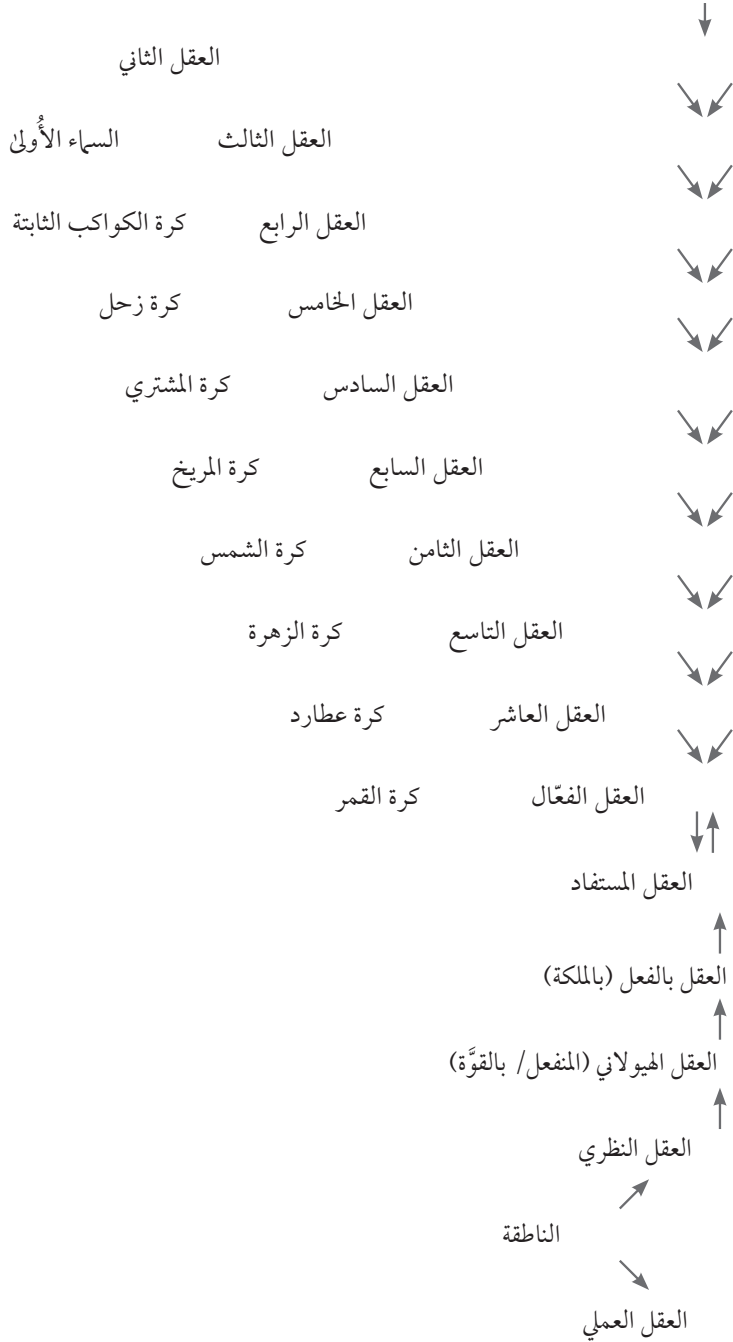 العقل الثاني
العقل الثالث السماء الأُولىٰ
العقل الرابع كرة الكواكب الثابتة
العقل الخامس كرة زحل
العقل السادس كرة المشتري
العقل السابع كرة المريخ
العقل الثامن كرة الشمس
العقل التاسع كرة الزهرة
العقل العاشر كرة عطارد
العقل الفعّال كرة القمر
العقل المستفاد
العقل بالفعل (بالملكة)
العقل الهيولاني (المنفعل/ بالقوَّة)
العقل النظري
الناطقة
العقل العملي